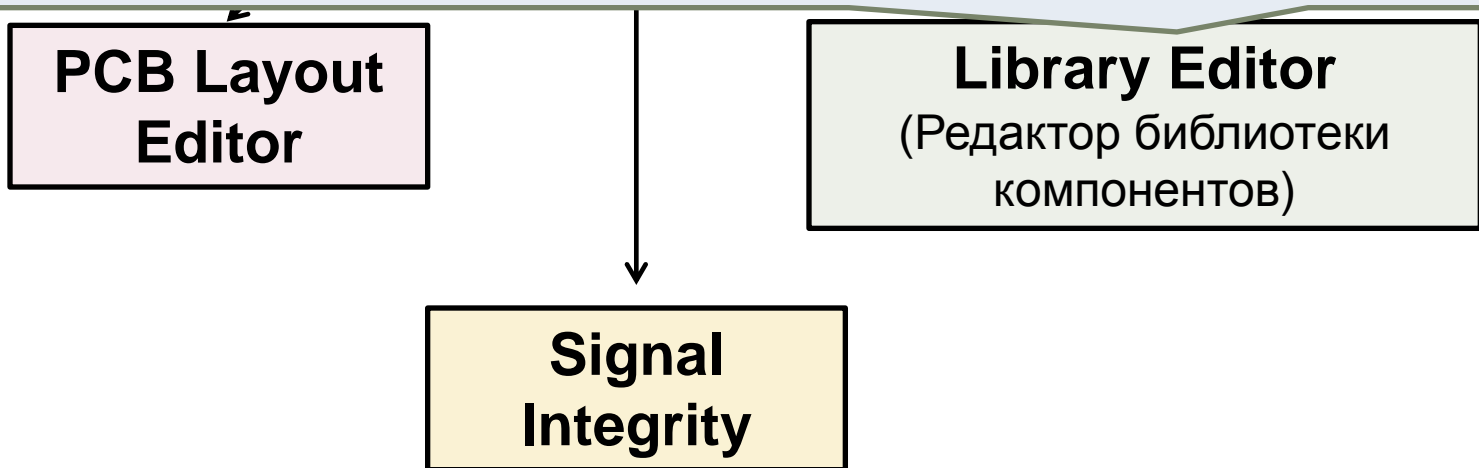 PCB Layout
Editor
Library Editor
(Редактор библиотеки
компонентов)
Signal
Integrity